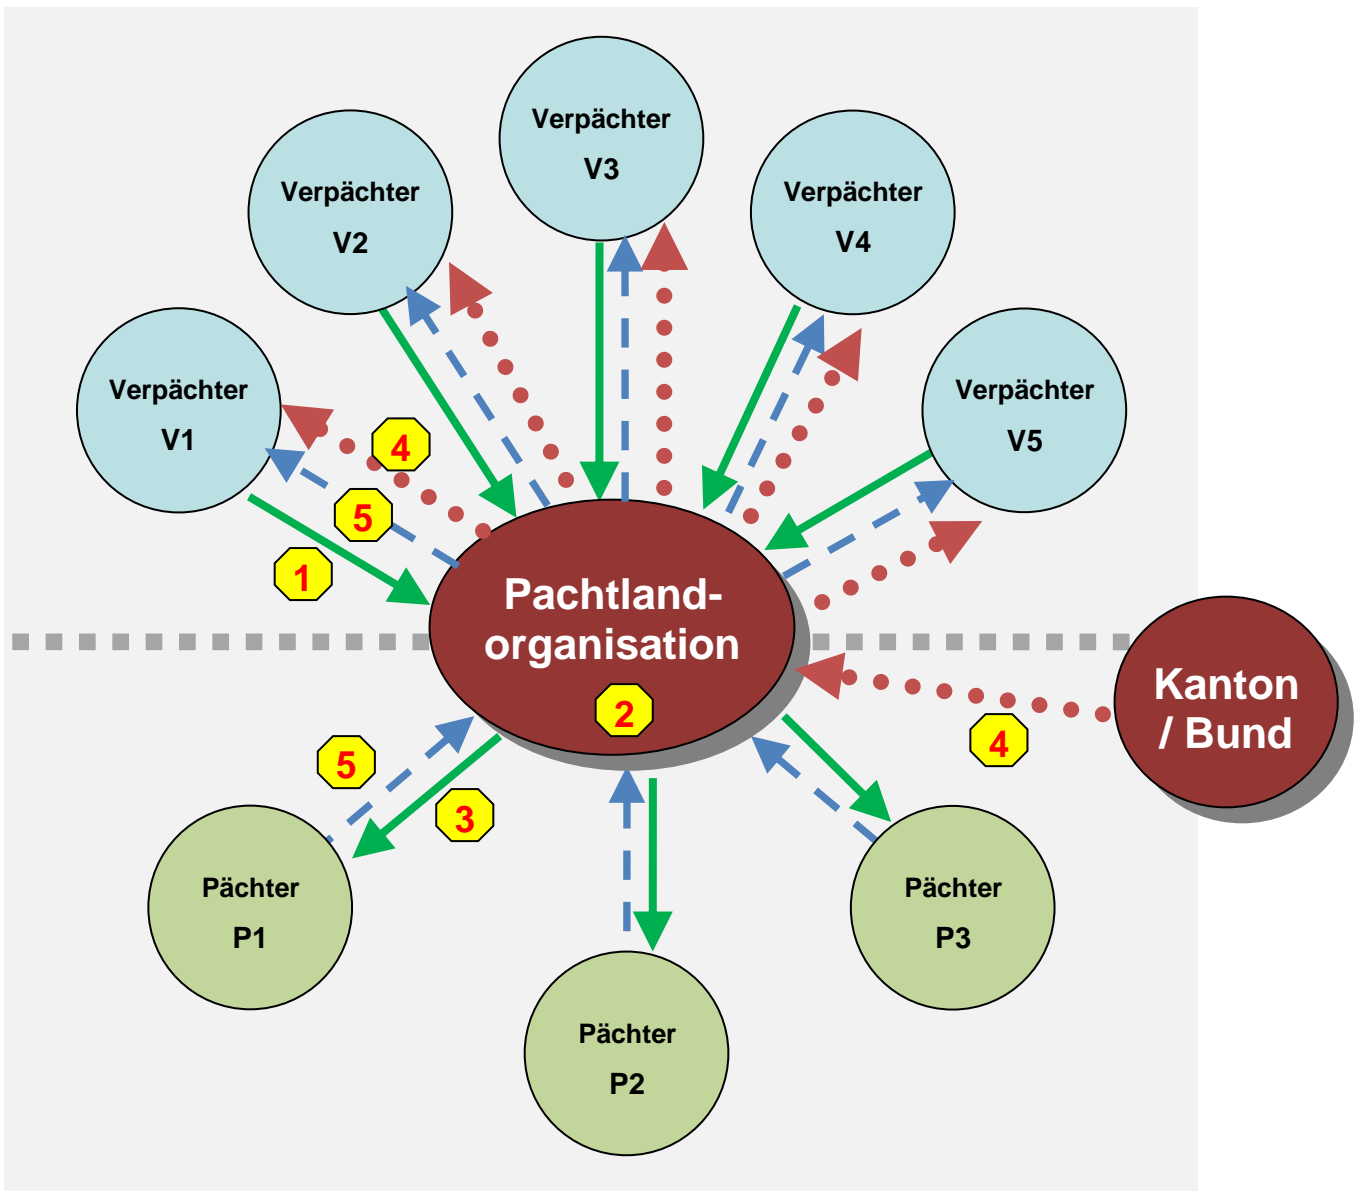 Verpächter
V3
Verpächter
V2
Verpächter
V4
Verpächter
V1
Verpächter
V5
4
5
1
Pachtland-
organisation
2
Kanton
/ Bund
4
5
3
Pächter
P1
Pächter
P3
Pächter
P2